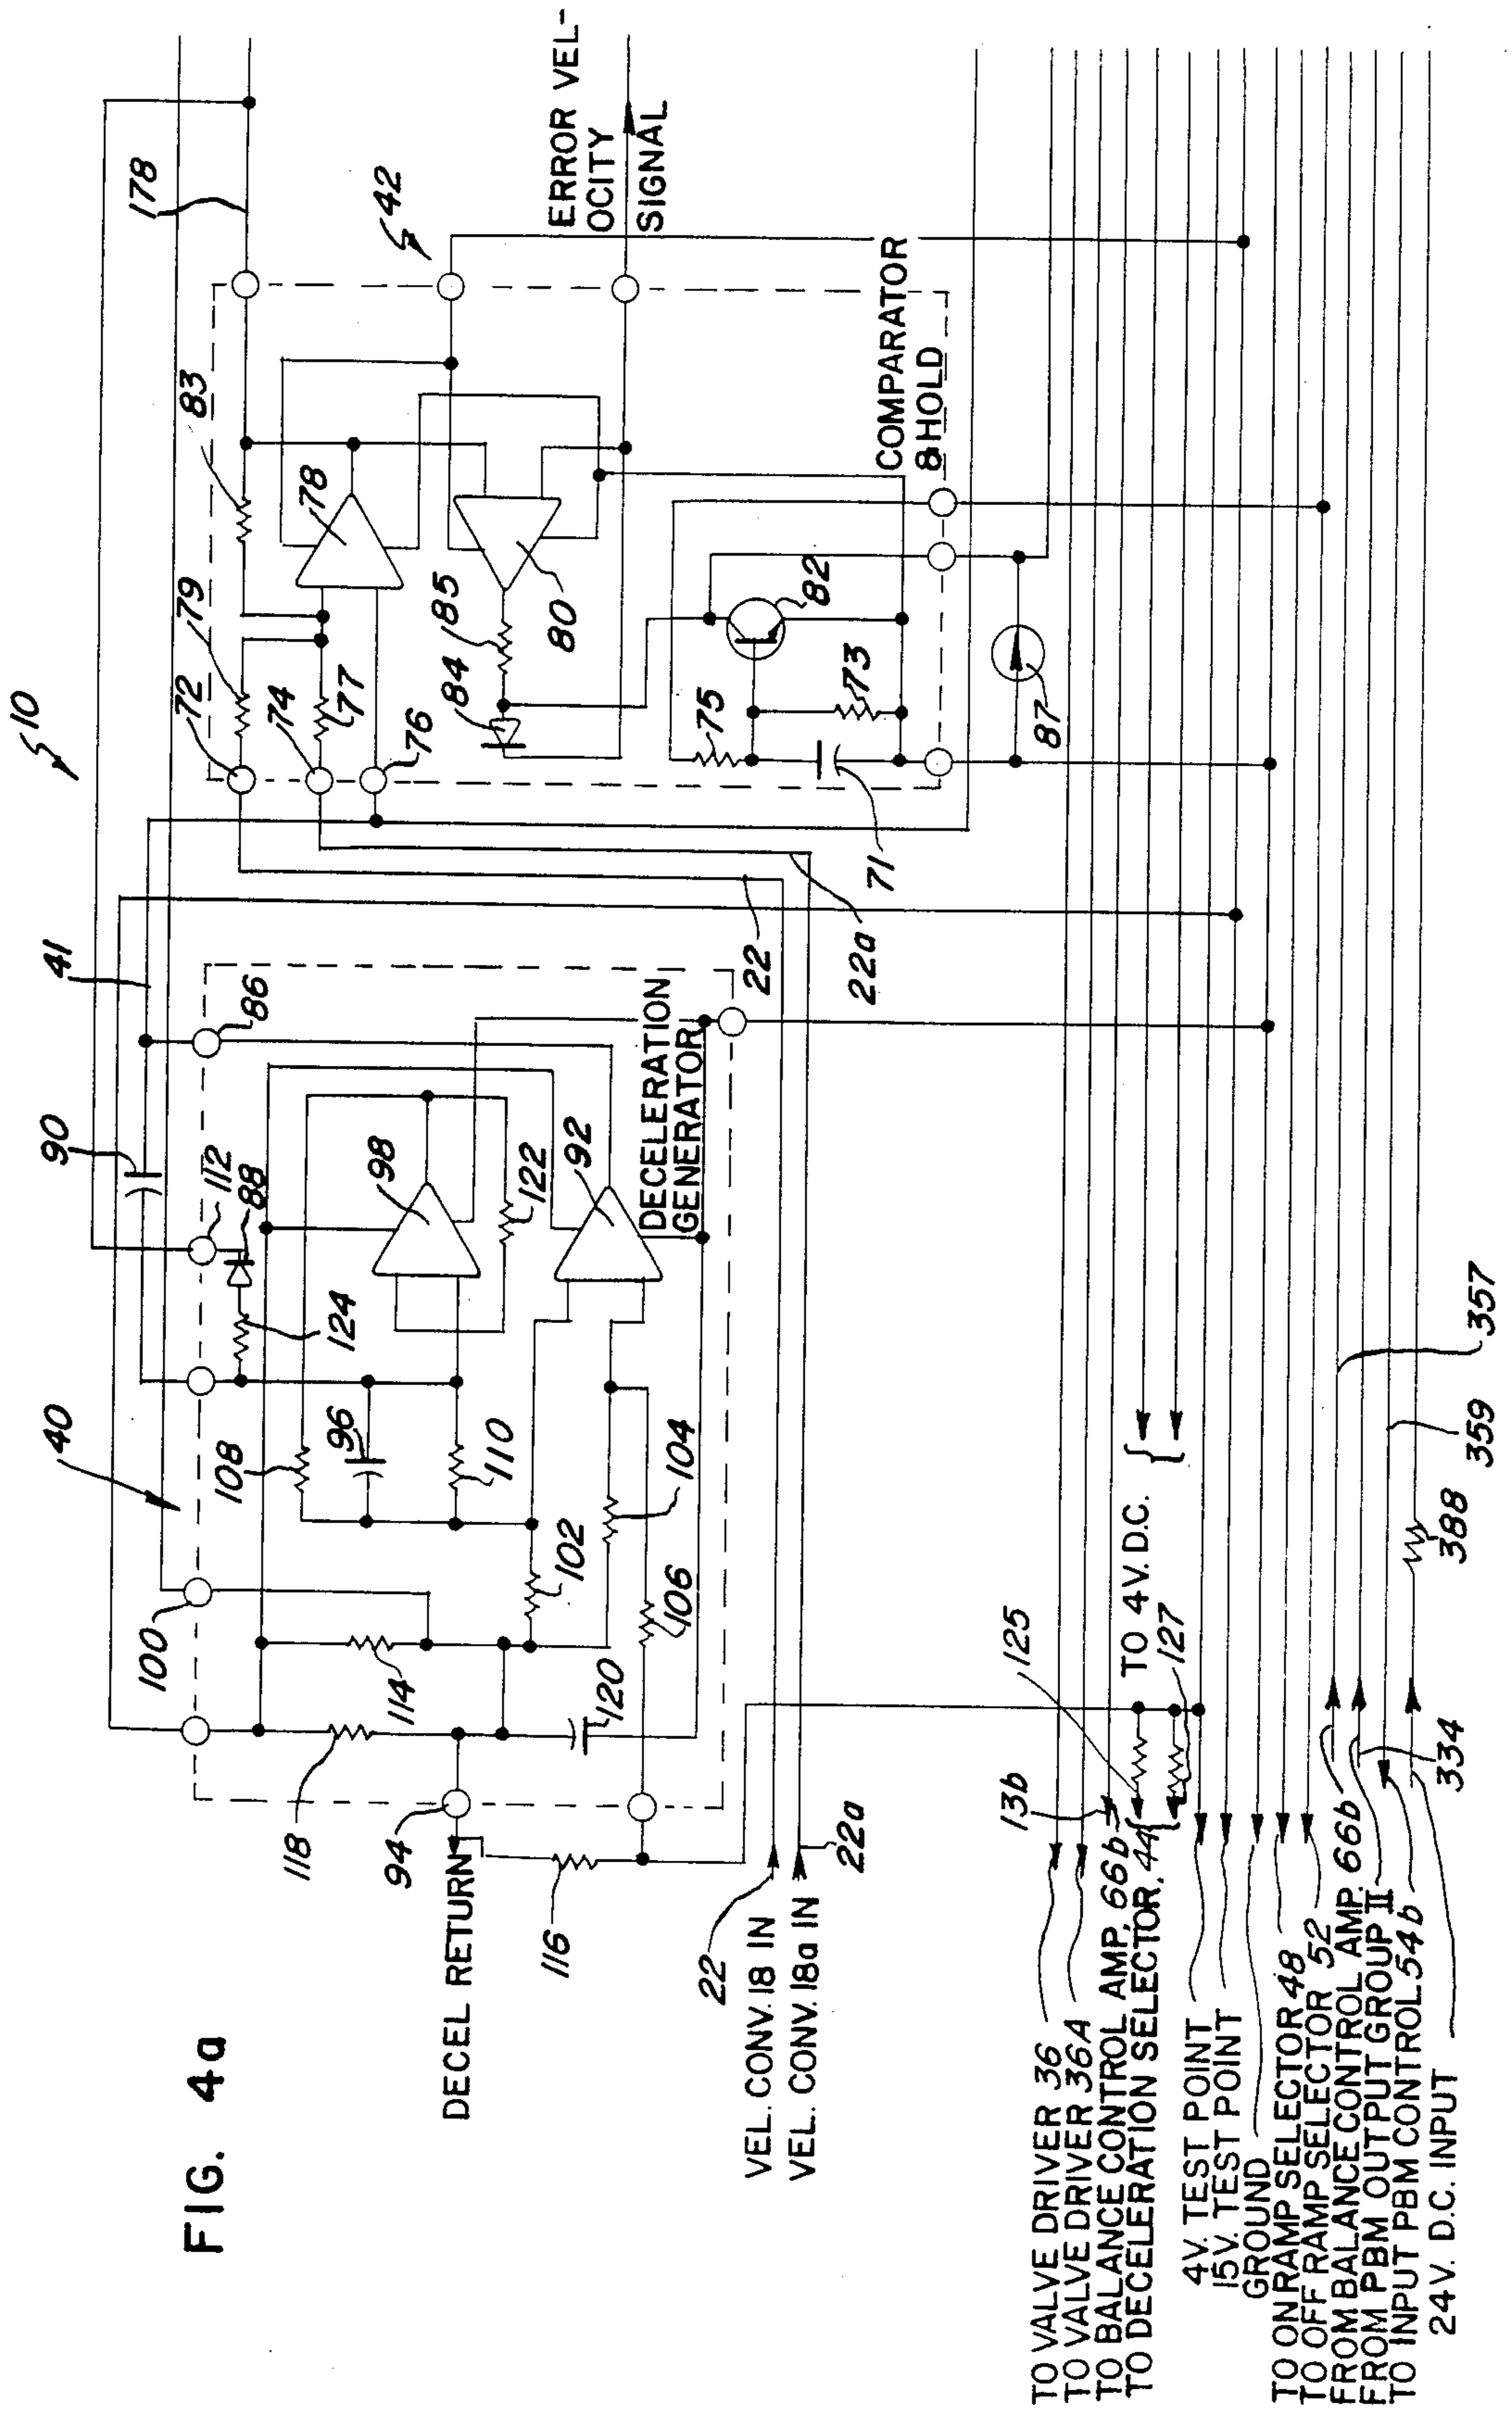 FIG. 4a
10
40
41
90
112
88
86
178
72
79
83
42
100
108
124
98
74
78
ERROR VEL-
OCITY
SIGNAL
118
114
96
110
122
77
76
85
84
80
94
102
104
92
DECELERATION
GENERATOR
75
73
82
COMPARATOR
& HOLD
DECEL RETURN
120
106
71
87
116
22
22a
22
VEL. CONV. 18 IN
VEL. CONV. 18a IN
22a
TO VALVE DRIVER 36
TO VALVE DRIVER 36A
TO BALANCE CONTROL AMP. 66b
TO DECELERATION SELECTOR, 44
13b
125
TO 4 V. D.C.
127
4V. TEST POINT
15V. TEST POINT
GROUND
TO ON RAMP SELECTOR 48
TO OFF RAMP SELECTOR 52
FROM BALANCE CONTROL AMP. 66b
FROM PBM OUTPUT GROUP II
TO INPUT PBM CONTROL 54b
24V. D.C. INPUT
334
388
359
357